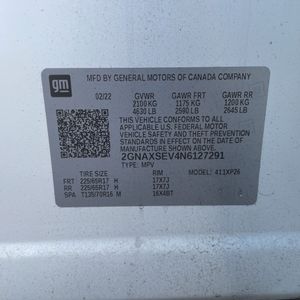 gm
MFD BY GENERAL MOTORS OF CANADA COMPANY
02/22 GVWR GAWR FRT GAWR RR
2100 KG 1175 KG 1200 KG
4630 LB 2590 LB 2645 LB
THIS VEHICLE CONFORMS TO ALL
APPLICABLE U.S. FEDERAL MOTOR
VEHICLE SAFETY AND THEFT PREVENTION
STANDARDS IN EFFECT ON THE DATE OF
MANUFACTURE SHOWN ABOVE.
2GNAXSEV4N6127291
TYPE: MPV
TIRE SIZE RIM MODEL: 411XP26
FRT 225/65R17 H 17X7J
RR 225/65R17 H 17X7J
SPA T135/70R16 M 16X4BT